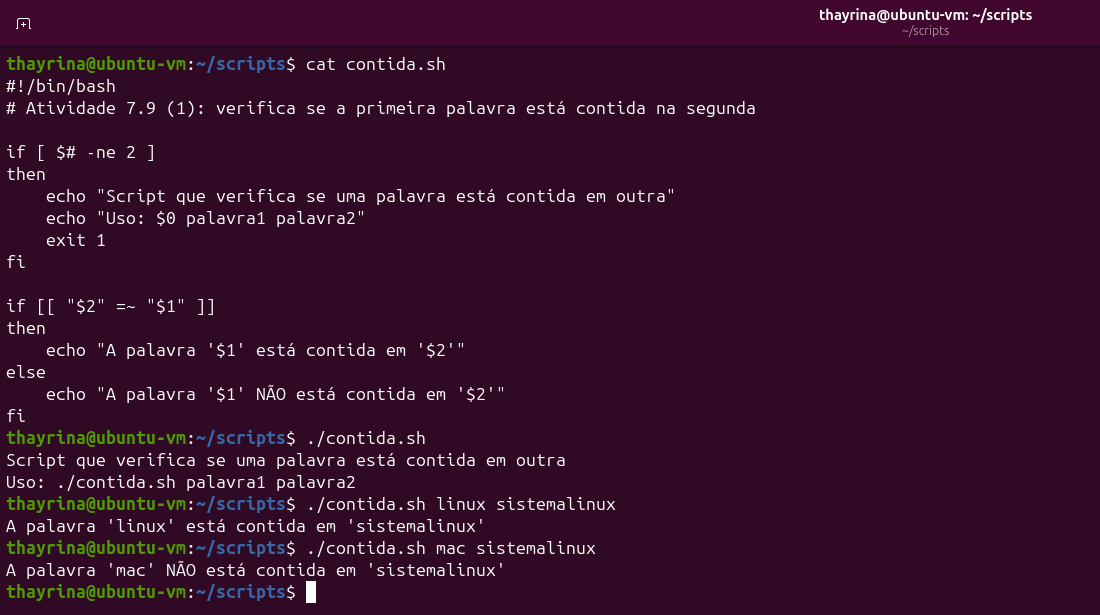 thayrina@ubuntu-vm: ~/scripts
~/scripts
thayrina@ubuntu-vm:~/scripts$ cat contida.sh
#!/bin/bash
# Atividade 7.9 (1): verifica se a primeira palavra está contida na segunda

if [ $# -ne 2 ]
then
    echo "Script que verifica se uma palavra está contida em outra"
    echo "Uso: $0 palavra1 palavra2"
    exit 1
fi

if [[ "$2" =~ "$1" ]]
then
    echo "A palavra '$1' está contida em '$2'"
else
    echo "A palavra '$1' NÃO está contida em '$2'"
fi
thayrina@ubuntu-vm:~/scripts$ ./contida.sh
Script que verifica se uma palavra está contida em outra
Uso: ./contida.sh palavra1 palavra2
thayrina@ubuntu-vm:~/scripts$ ./contida.sh linux sistemalinux
A palavra 'linux' está contida em 'sistemalinux'
thayrina@ubuntu-vm:~/scripts$ ./contida.sh mac sistemalinux
A palavra 'mac' NÃO está contida em 'sistemalinux'
thayrina@ubuntu-vm:~/scripts$